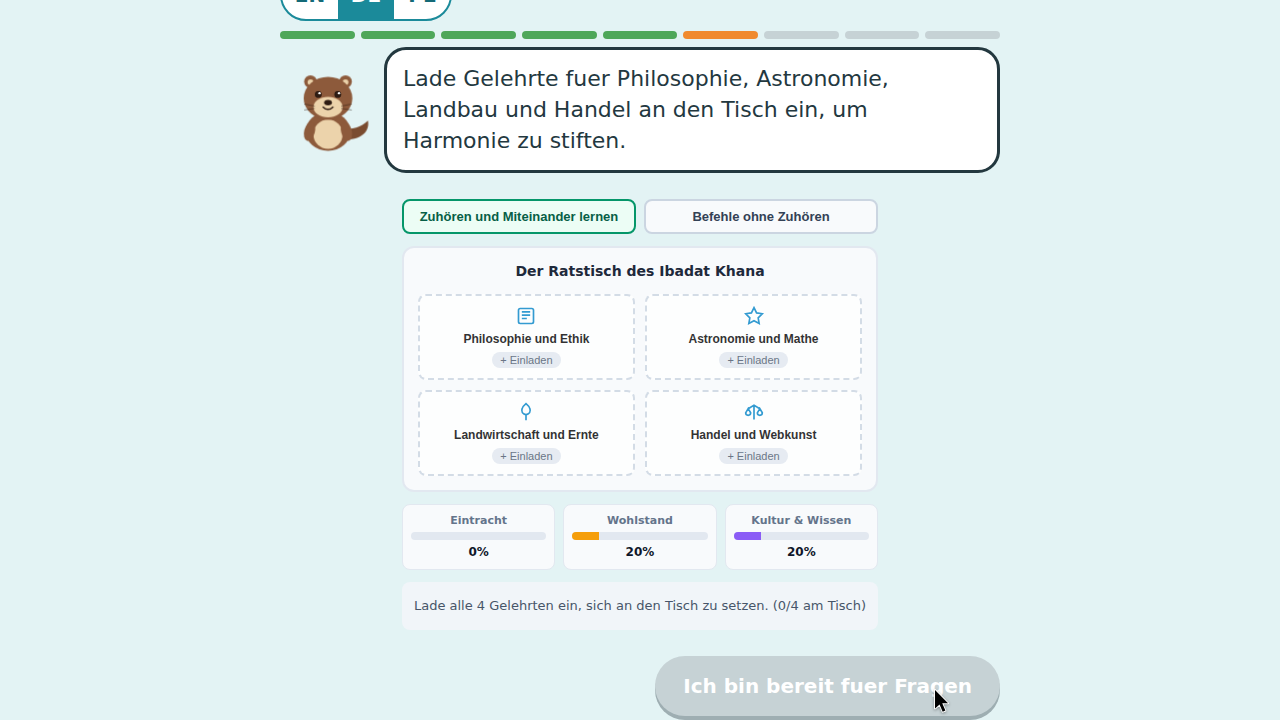 EN DE
Lade Gelehrte fuer Philosophie, Astronomie,
Landbau und Handel an den Tisch ein, um
Harmonie zu stiften.
Zuhören und Miteinander lernen
Befehle ohne Zuhören
Der Ratstisch des Ibadat Khana
Philosophie und Ethik
+ Einladen
Astronomie und Mathe
+ Einladen
Landwirtschaft und Ernte
+ Einladen
Handel und Webkunst
+ Einladen
Eintracht
0%
Wohlstand
20%
Kultur & Wissen
20%
Lade alle 4 Gelehrten ein, sich an den Tisch zu setzen. (0/4 am Tisch)
Ich bin bereit fuer Fragen